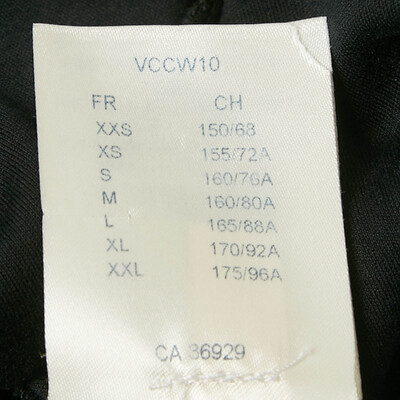 VCCW10
FR CH
XXS 150/68
XS 155/72A
S 160/76A
M 160/80A
L 165/88A
XL 170/92A
XXL 175/96A
CA 36929